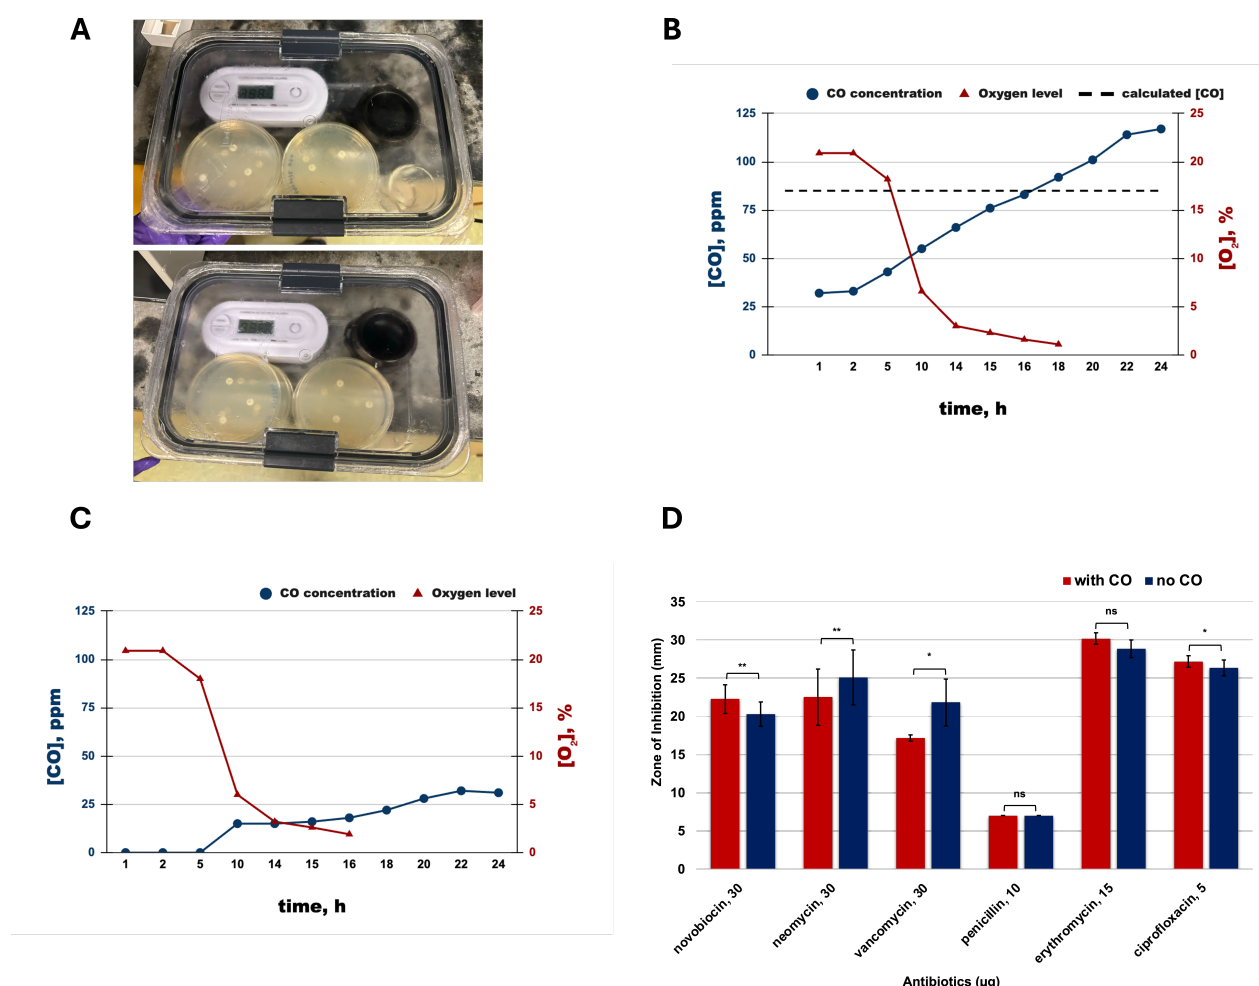 A
B
CO concentration Oxygen level calculated [CO]
125 25
100 20
75 15
50 10
25 5
0 0
[CO], ppm
[O2], %
1 2 5 10 14 15 16 18 20 22 24
time, h
C
D
CO concentration Oxygen level
125 25
100 20
75 15
50 10
25 5
0 0
[CO], ppm
[O2], %
1 2 5 10 14 15 16 18 20 22 24
time, h
with CO no CO
35
30
25
20
15
10
5
0
Zone of Inhibition (mm)
** ** * ns ns *
novobiocin, 30
neomycin, 30
vancomycin, 30
penicillin, 10
erythromycin, 15
ciprofloxacin, 5
Antibiotics (ug)